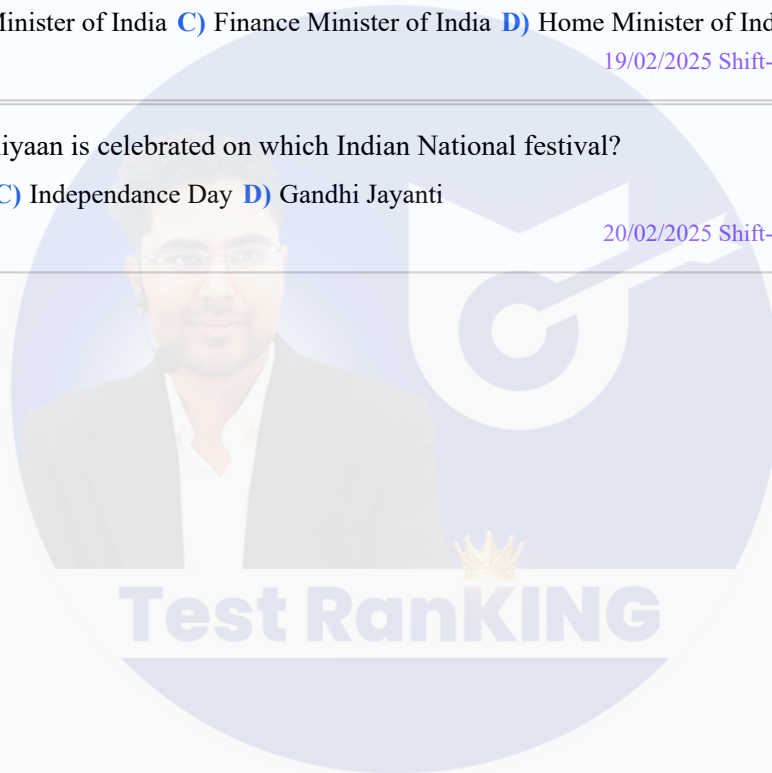 Minister of India C) Finance Minister of India D) Home Minister of Ind
19/02/2025 Shift-
iyaan is celebrated on which Indian National festival?
C) Independance Day D) Gandhi Jayanti
20/02/2025 Shift-
Test RanKING